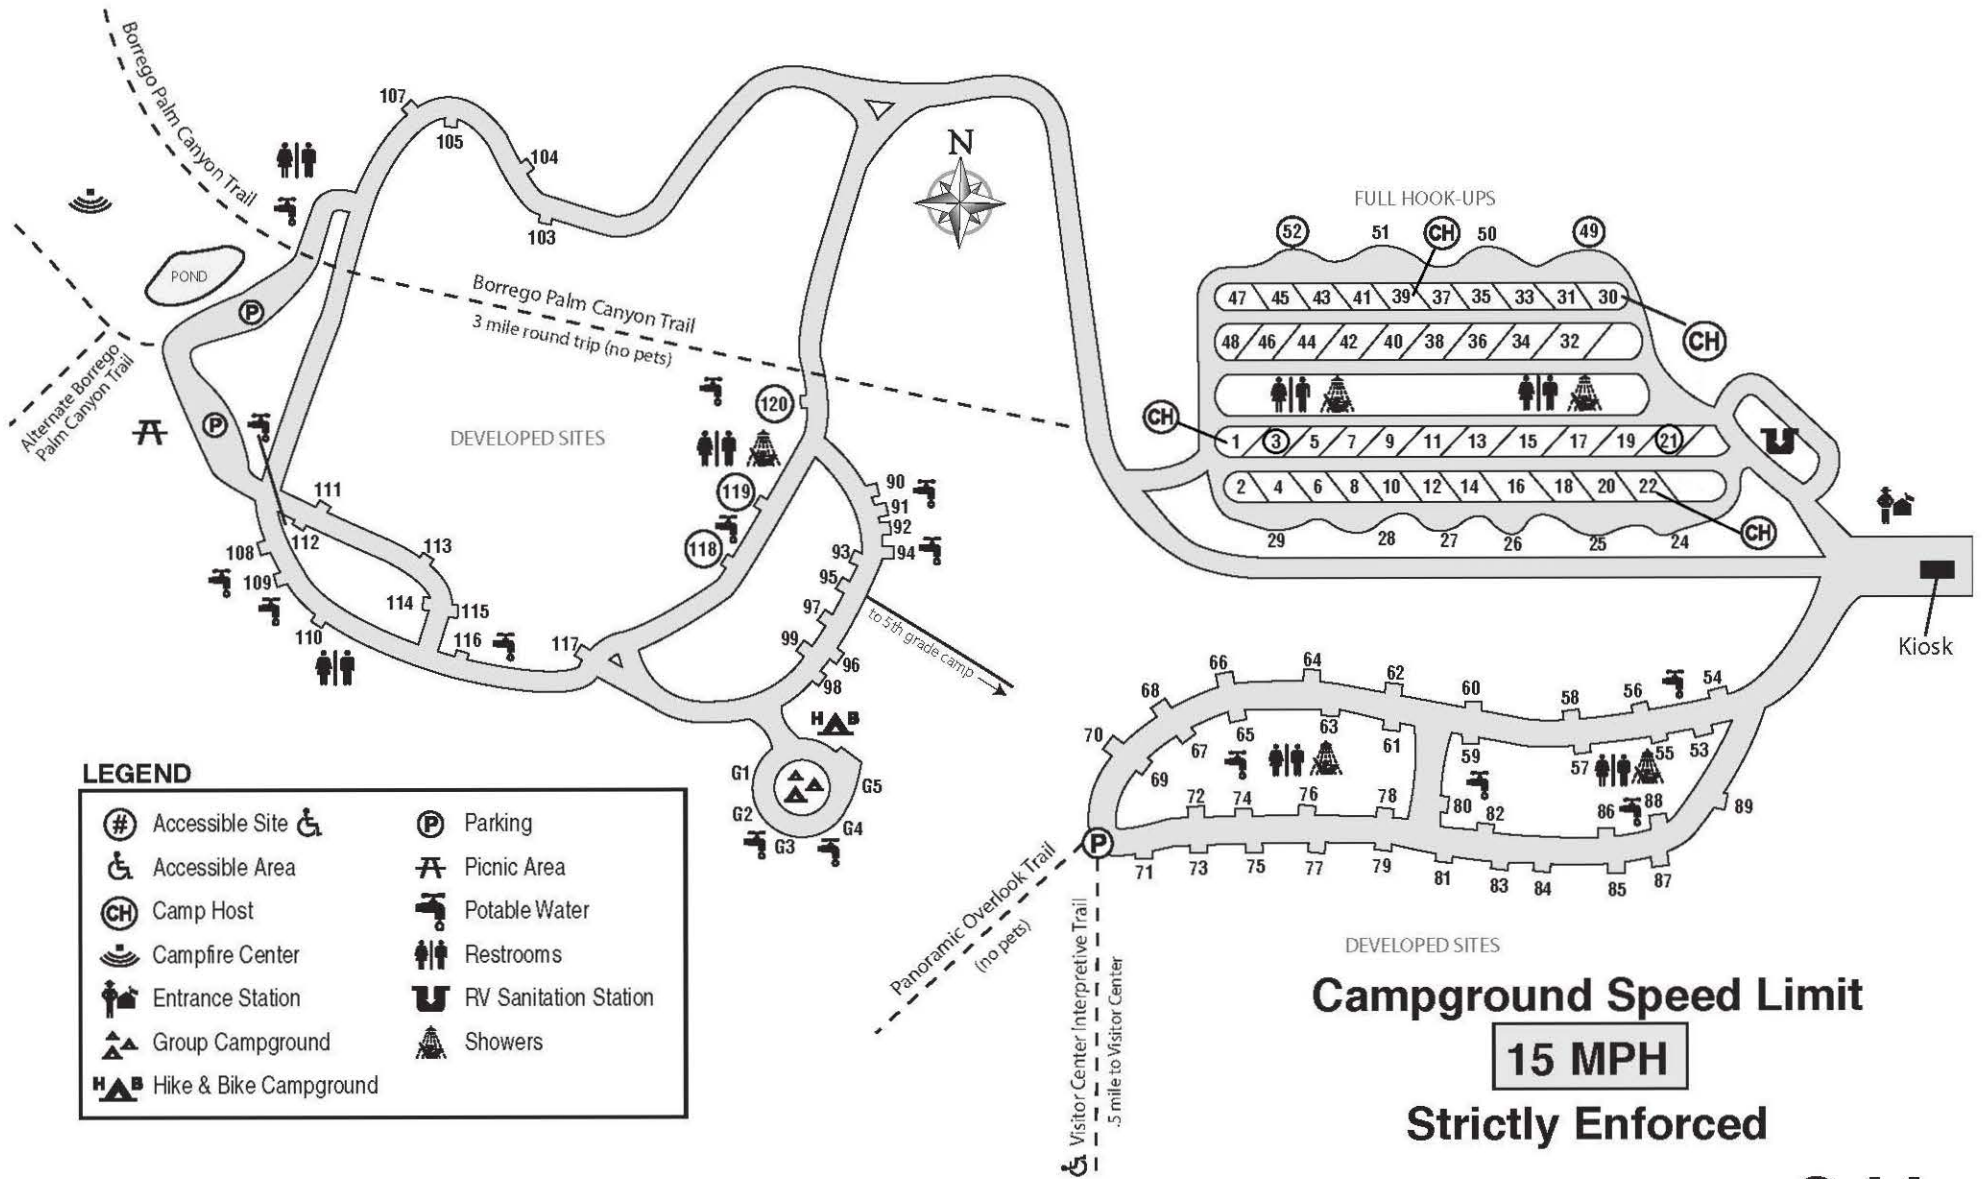 Borrego Palm Canyon Trail
107
105
104
103
N
POND
P
Borrego Palm Canyon Trail
3 mile round trip (no pets)
Alternate Borrego
Palm Canyon Trail
P
DEVELOPED SITES
120
119
118
90
91
92
94
93
95
97
99
96
98
111
112
108
109
110
113
114
115
116
117
to 5th grade camp
H B
G1
G2
G3
G4
G5
FULL HOOK-UPS
52
51
CH
50
49
47 45 43 41 39 37 35 33 31 30
CH
48 46 44 42 40 38 36 34 32
CH
1 3 5 7 9 11 13 15 17 19 21
2 4 6 8 10 12 14 16 18 20 22
CH
29 28 27 26 25 24
Kiosk
66 64 62 60 58 56 54
68
70
65 63 61 59 57 55 53
67
69
72 74 76 78 80 82 86 88 89
P
71 73 75 77 79 81 83 84 85 87
Panoramic Overlook Trail
(no pets)
Visitor Center Interpretive Trail
.5 mile to Visitor Center
DEVELOPED SITES
Campground Speed Limit
15 MPH
Strictly Enforced
LEGEND
# Accessible Site
Accessible Area
CH Camp Host
Campfire Center
Entrance Station
Group Campground
H B Hike & Bike Campground
P Parking
Picnic Area
Potable Water
Restrooms
RV Sanitation Station
Showers